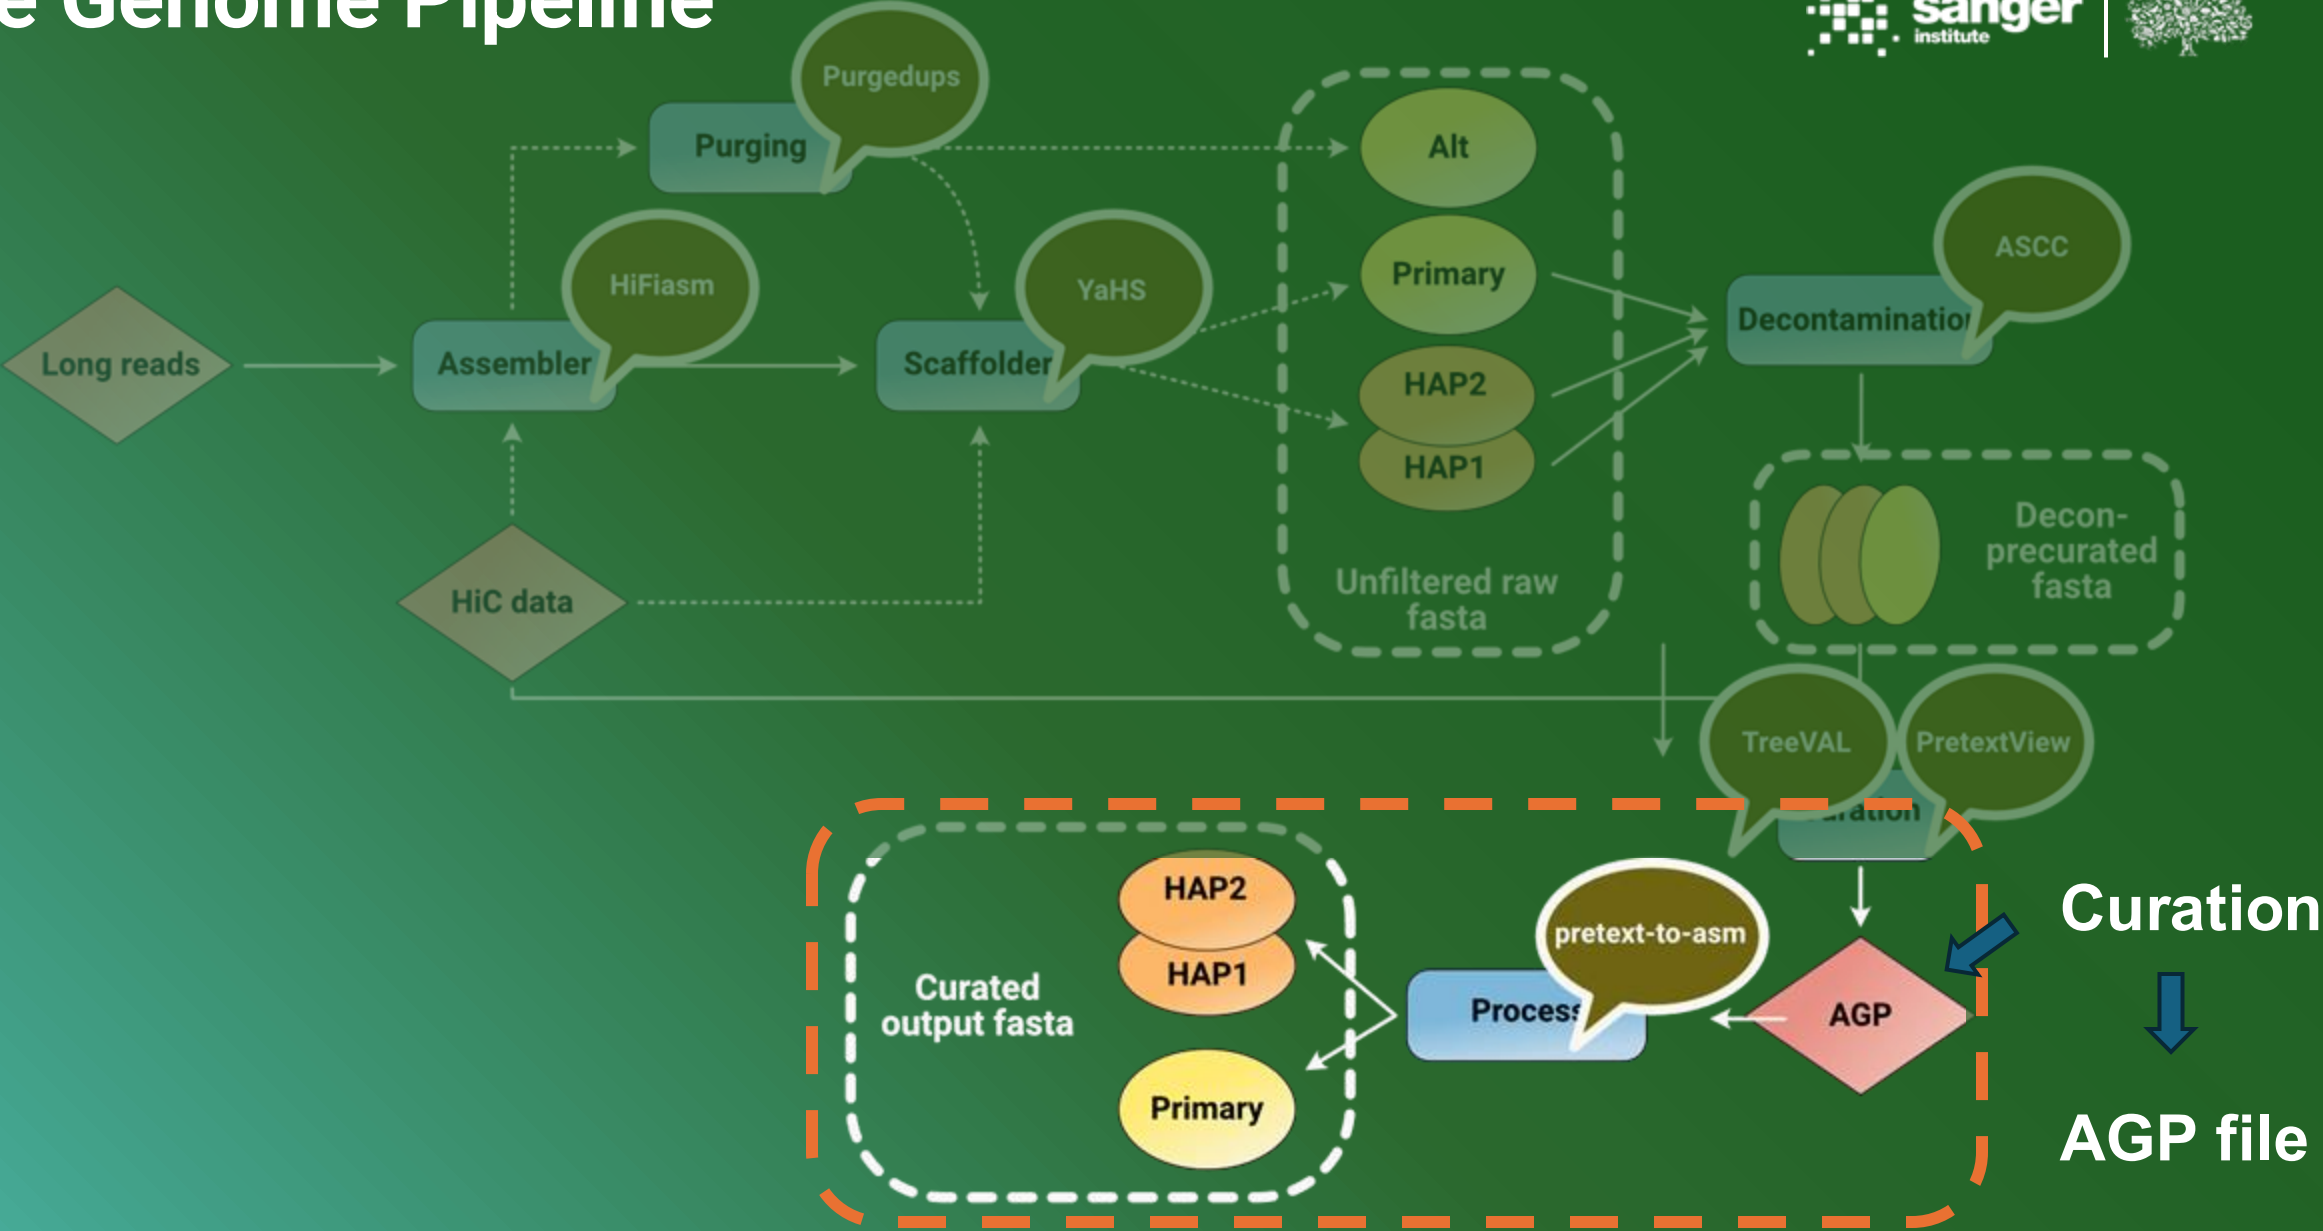 e Genome Pipeline
sanger
institute
Purgedups
Purging
Alt
ASCC
HiFiasm
YaHS
Primary
Decontamination
Long reads
Assembler
Scaffolder
HAP2
HAP1
Decon-
precurated
fasta
Unfiltered raw
fasta
HiC data
TreeVAL
PretextView
uration
HAP2
HAP1
pretext-to-asm
Curation
Curated
output fasta
Process
AGP
Primary
AGP file